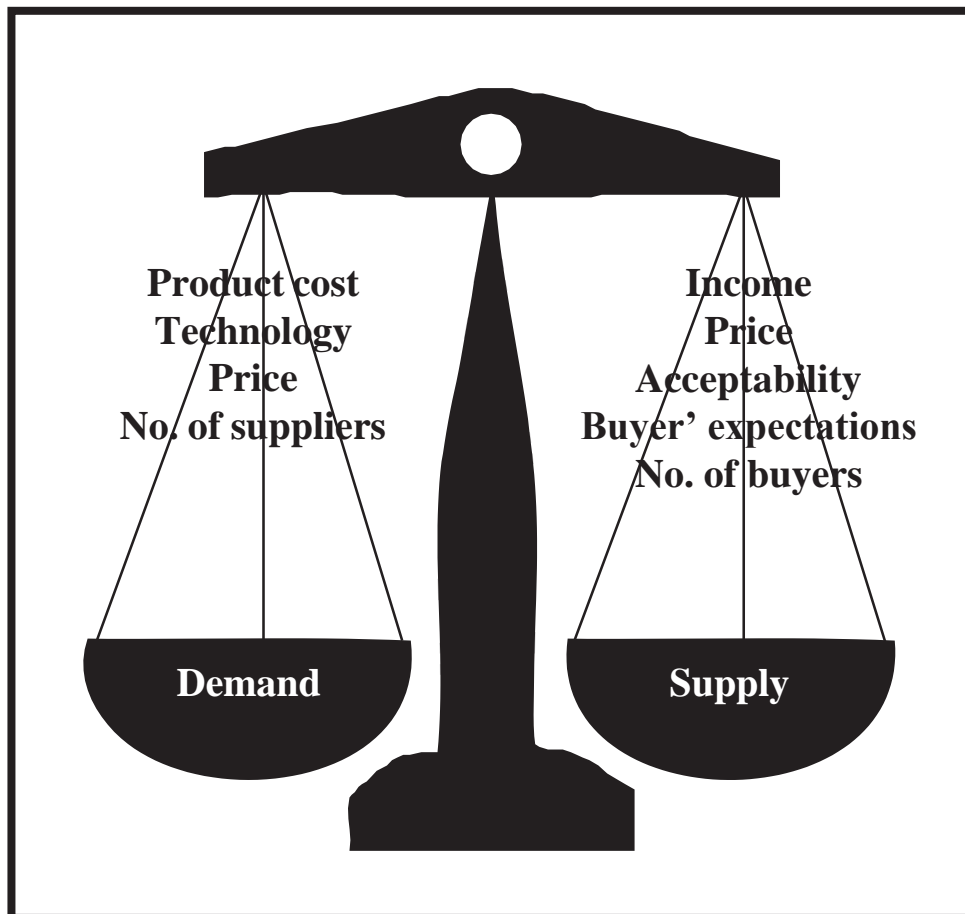 Product cost
Technology
Price
No. of suppliers
Income
Price
Acceptability
Buyer’ expectations
No. of buyers
Demand
Supply